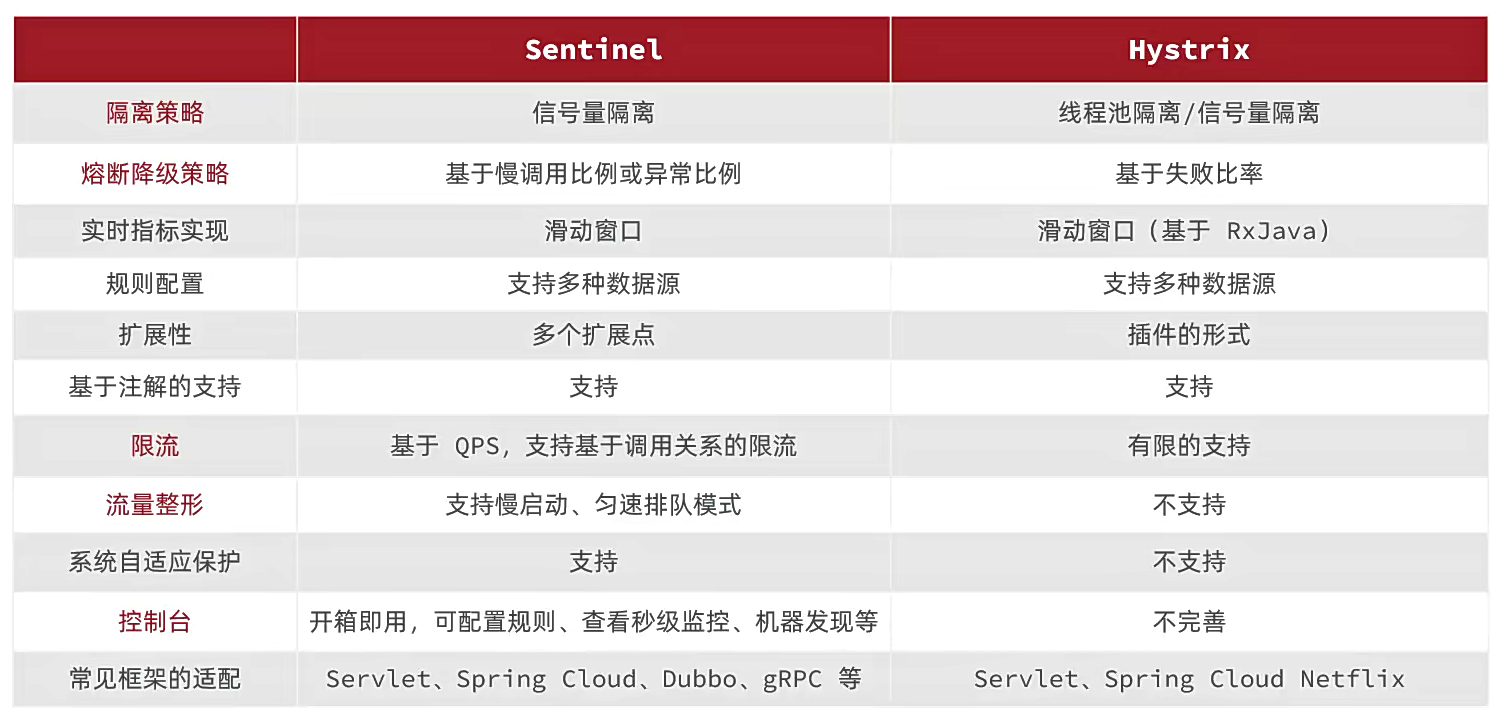 Sentinel Hystrix
隔离策略 信号量隔离 线程池隔离/信号量隔离
熔断降级策略 基于慢调用比例或异常比例 基于失败比率
实时指标实现 滑动窗口 滑动窗口（基于 RxJava）
规则配置 支持多种数据源 支持多种数据源
扩展性 多个扩展点 插件的形式
基于注解的支持 支持 支持
限流 基于 QPS，支持基于调用关系的限流 有限的支持
流量整形 支持慢启动、匀速排队模式 不支持
系统自适应保护 支持 不支持
控制台 开箱即用，可配置规则、查看秒级监控、机器发现等 不完善
常见框架的适配 Servlet、Spring Cloud、Dubbo、gRPC 等 Servlet、Spring Cloud Netflix